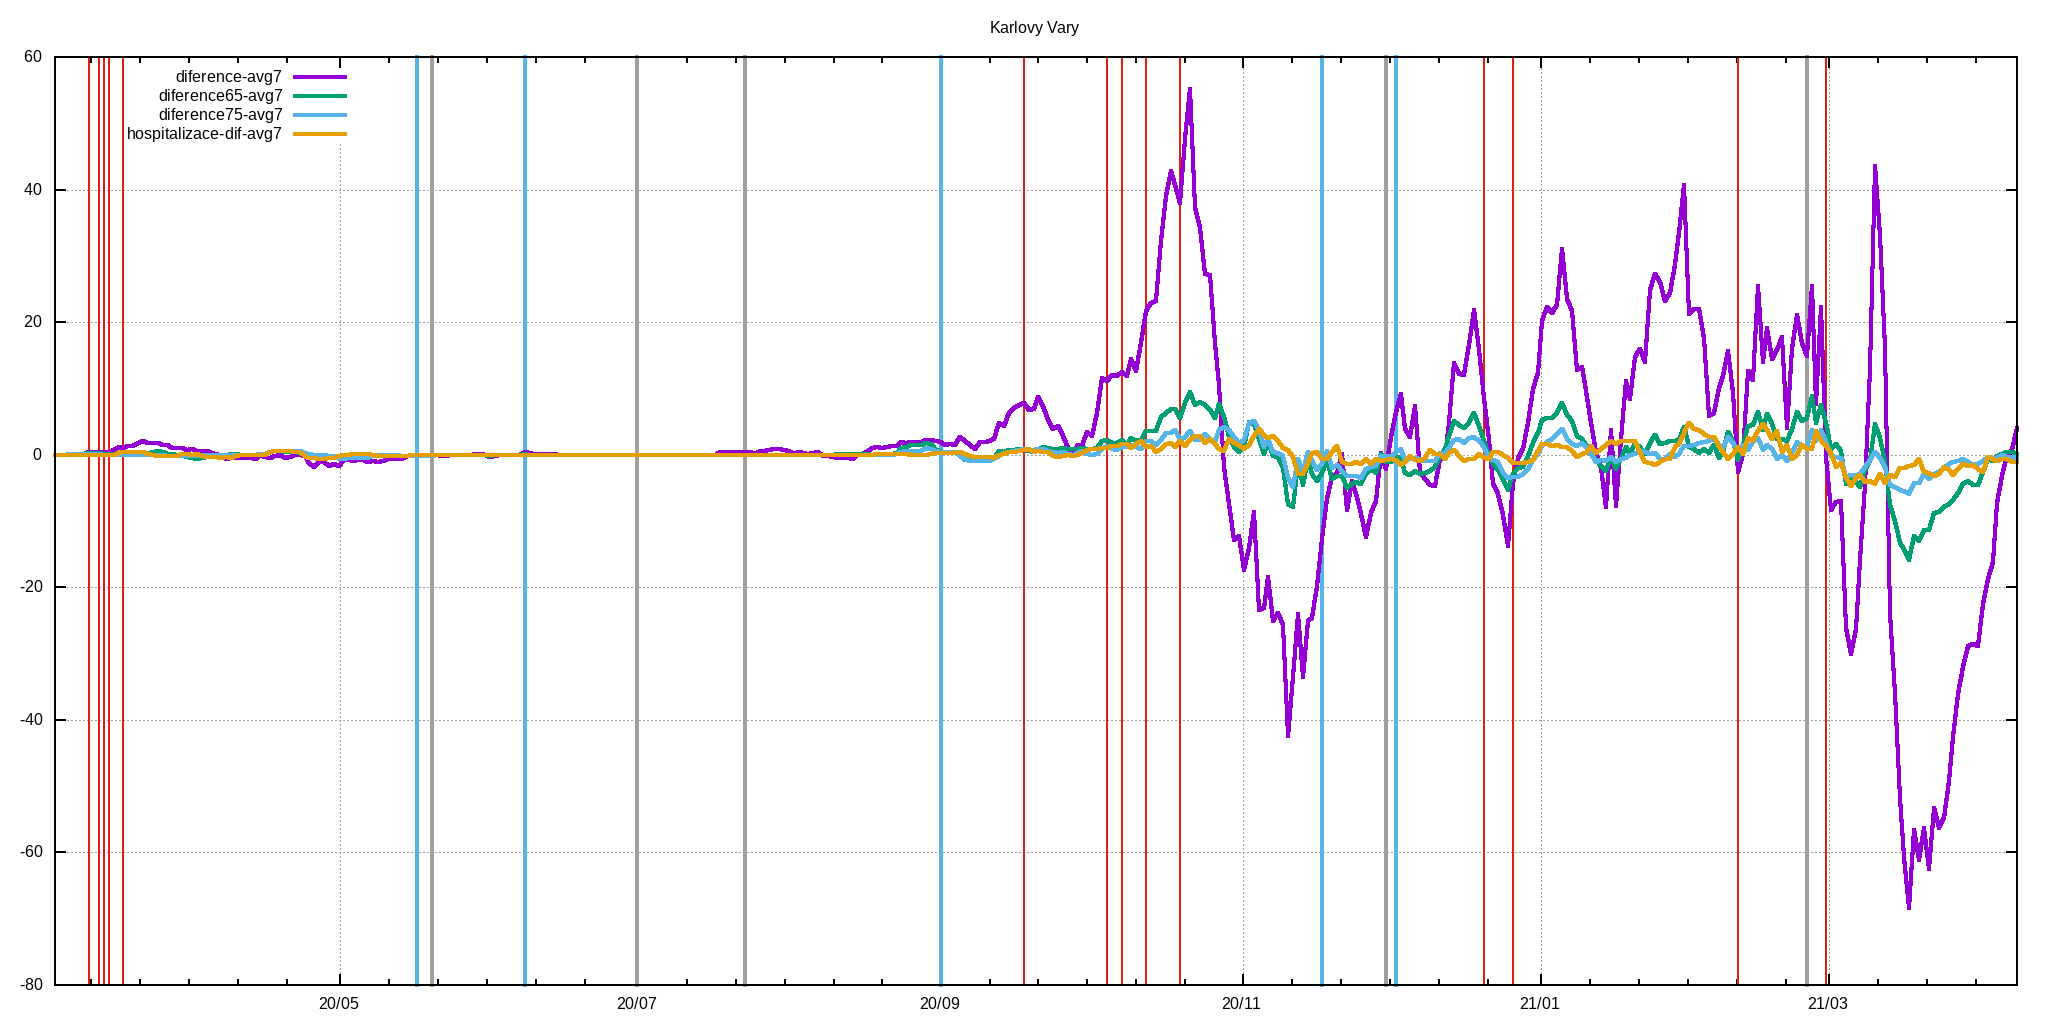 Karlovy Vary
60
40
20
0
-20
-40
-60
-80
diference-avg7
diference65-avg7
diference75-avg7
hospitalizace-dif-avg7
20/05
20/07
20/09
20/11
21/01
21/03